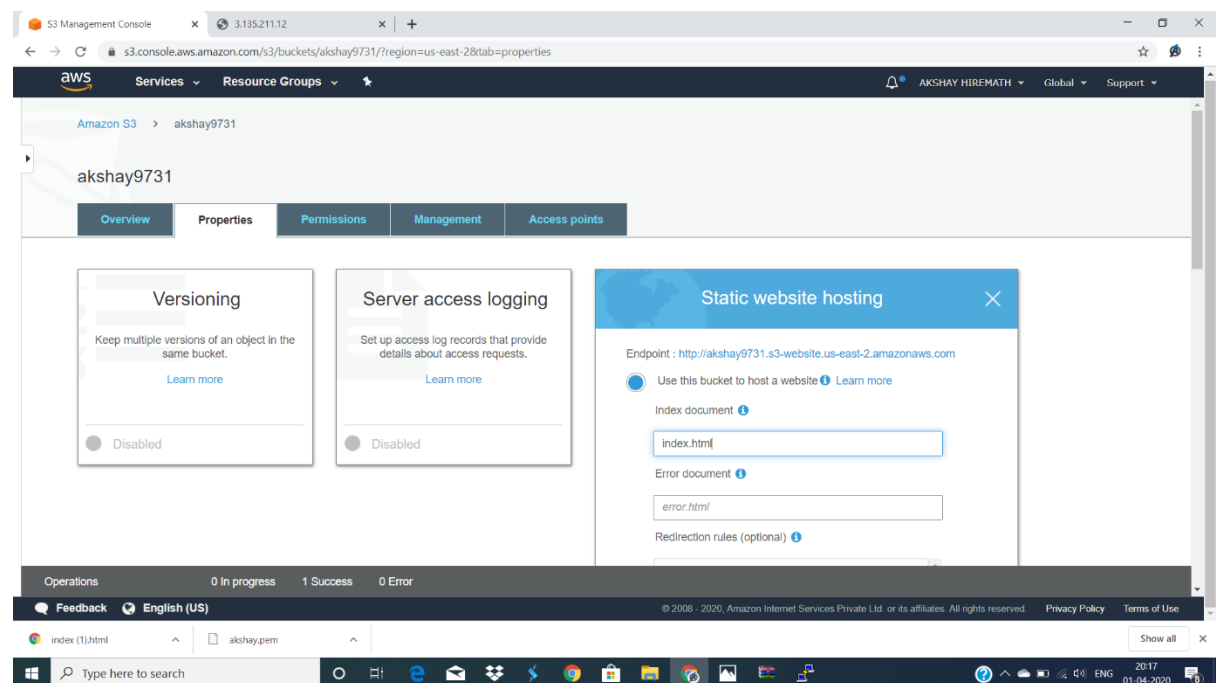 S3 Management Console
3.135.211.12
s3.console.aws.amazon.com/s3/buckets/akshay9731/?region=us-east-2&tab=properties
aws Services Resource Groups AKSHAY HIREMATH Global Support
Amazon S3 > akshay9731
akshay9731
Overview Properties Permissions Management Access points
Versioning
Keep multiple versions of an object in the
same bucket.
Learn more
Disabled
Server access logging
Set up access log records that provide
details about access requests.
Learn more
Disabled
Static website hosting
Endpoint : http://akshay9731.s3-website.us-east-2.amazonaws.com
Use this bucket to host a website Learn more
Index document
index.html
Error document
error.html
Redirection rules (optional)
Operations 0 In progress 1 Success 0 Error
Feedback English (US) © 2008 - 2020, Amazon Internet Services Private Ltd. or its affiliates. All rights reserved. Privacy Policy Terms of Use
index (1).html akshay.pem Show all
Type here to search ENG 20:17
01-04-2020